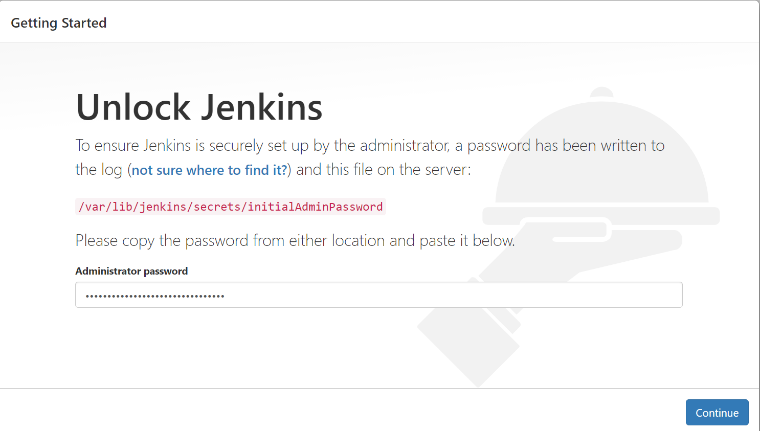 Getting Started
Unlock Jenkins
To ensure Jenkins is securely set up by the administrator, a password has been written to
the log (not sure where to find it?) and this file on the server:
/var/lib/jenkins/secrets/initialAdminPassword
Please copy the password from either location and paste it below.
Administrator password
••••••••••••••••••••••••••••••••
Continue